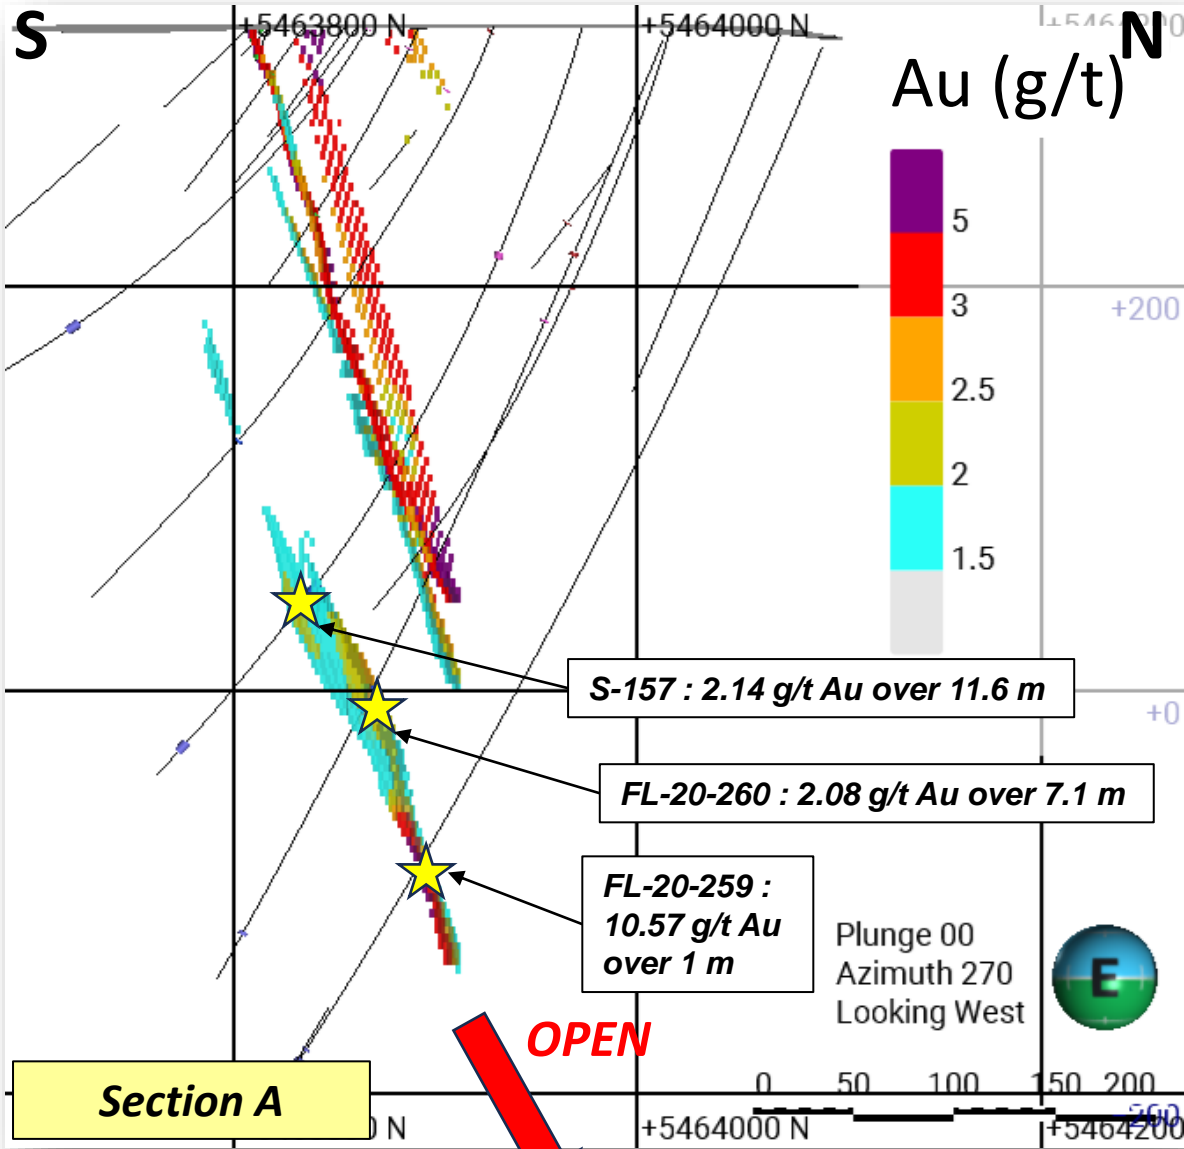 S
+5463800 N
+5464000 N
N
Au (g/t)
5
3
2.5
2
1.5
+200
S-157 : 2.14 g/t Au over 11.6 m
+0
FL-20-260 : 2.08 g/t Au over 7.1 m
FL-20-259 :
10.57 g/t Au
over 1 m
Plunge 00
Azimuth 270
Looking West
E
OPEN
0 50 100 150 200
Section A
0 N
+5464000 N
+5464200
-200